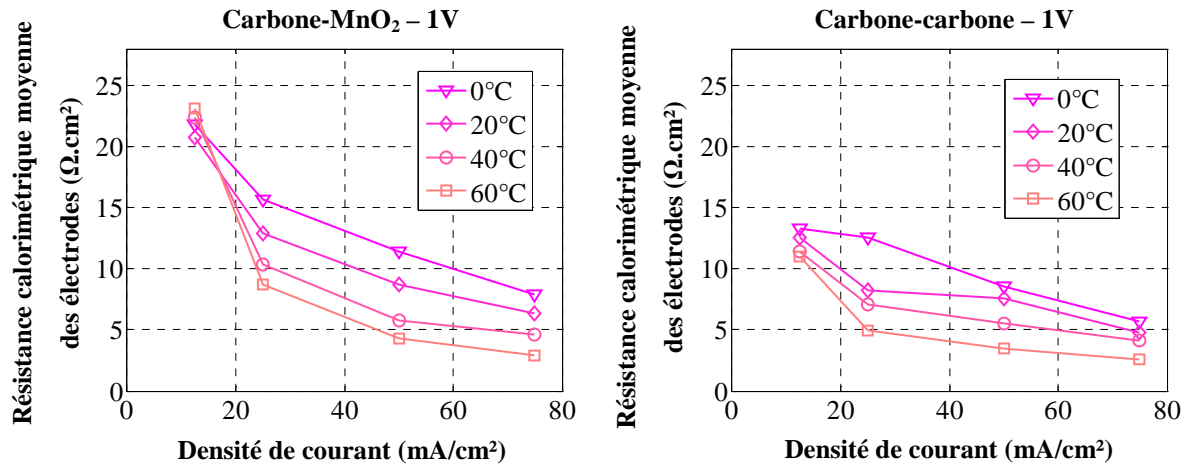 Carbone-MnO₂ – 1V
Résistance calorimétrique moyenne
des électrodes (Ω.cm²)
25
20
15
10
5
0
0 20 40 60 80
Densité de courant (mA/cm²)
0°C
20°C
40°C
60°C
Carbone-carbone – 1V
Résistance calorimétrique moyenne
des électrodes (Ω.cm²)
25
20
15
10
5
0
0 20 40 60 80
Densité de courant (mA/cm²)
0°C
20°C
40°C
60°C